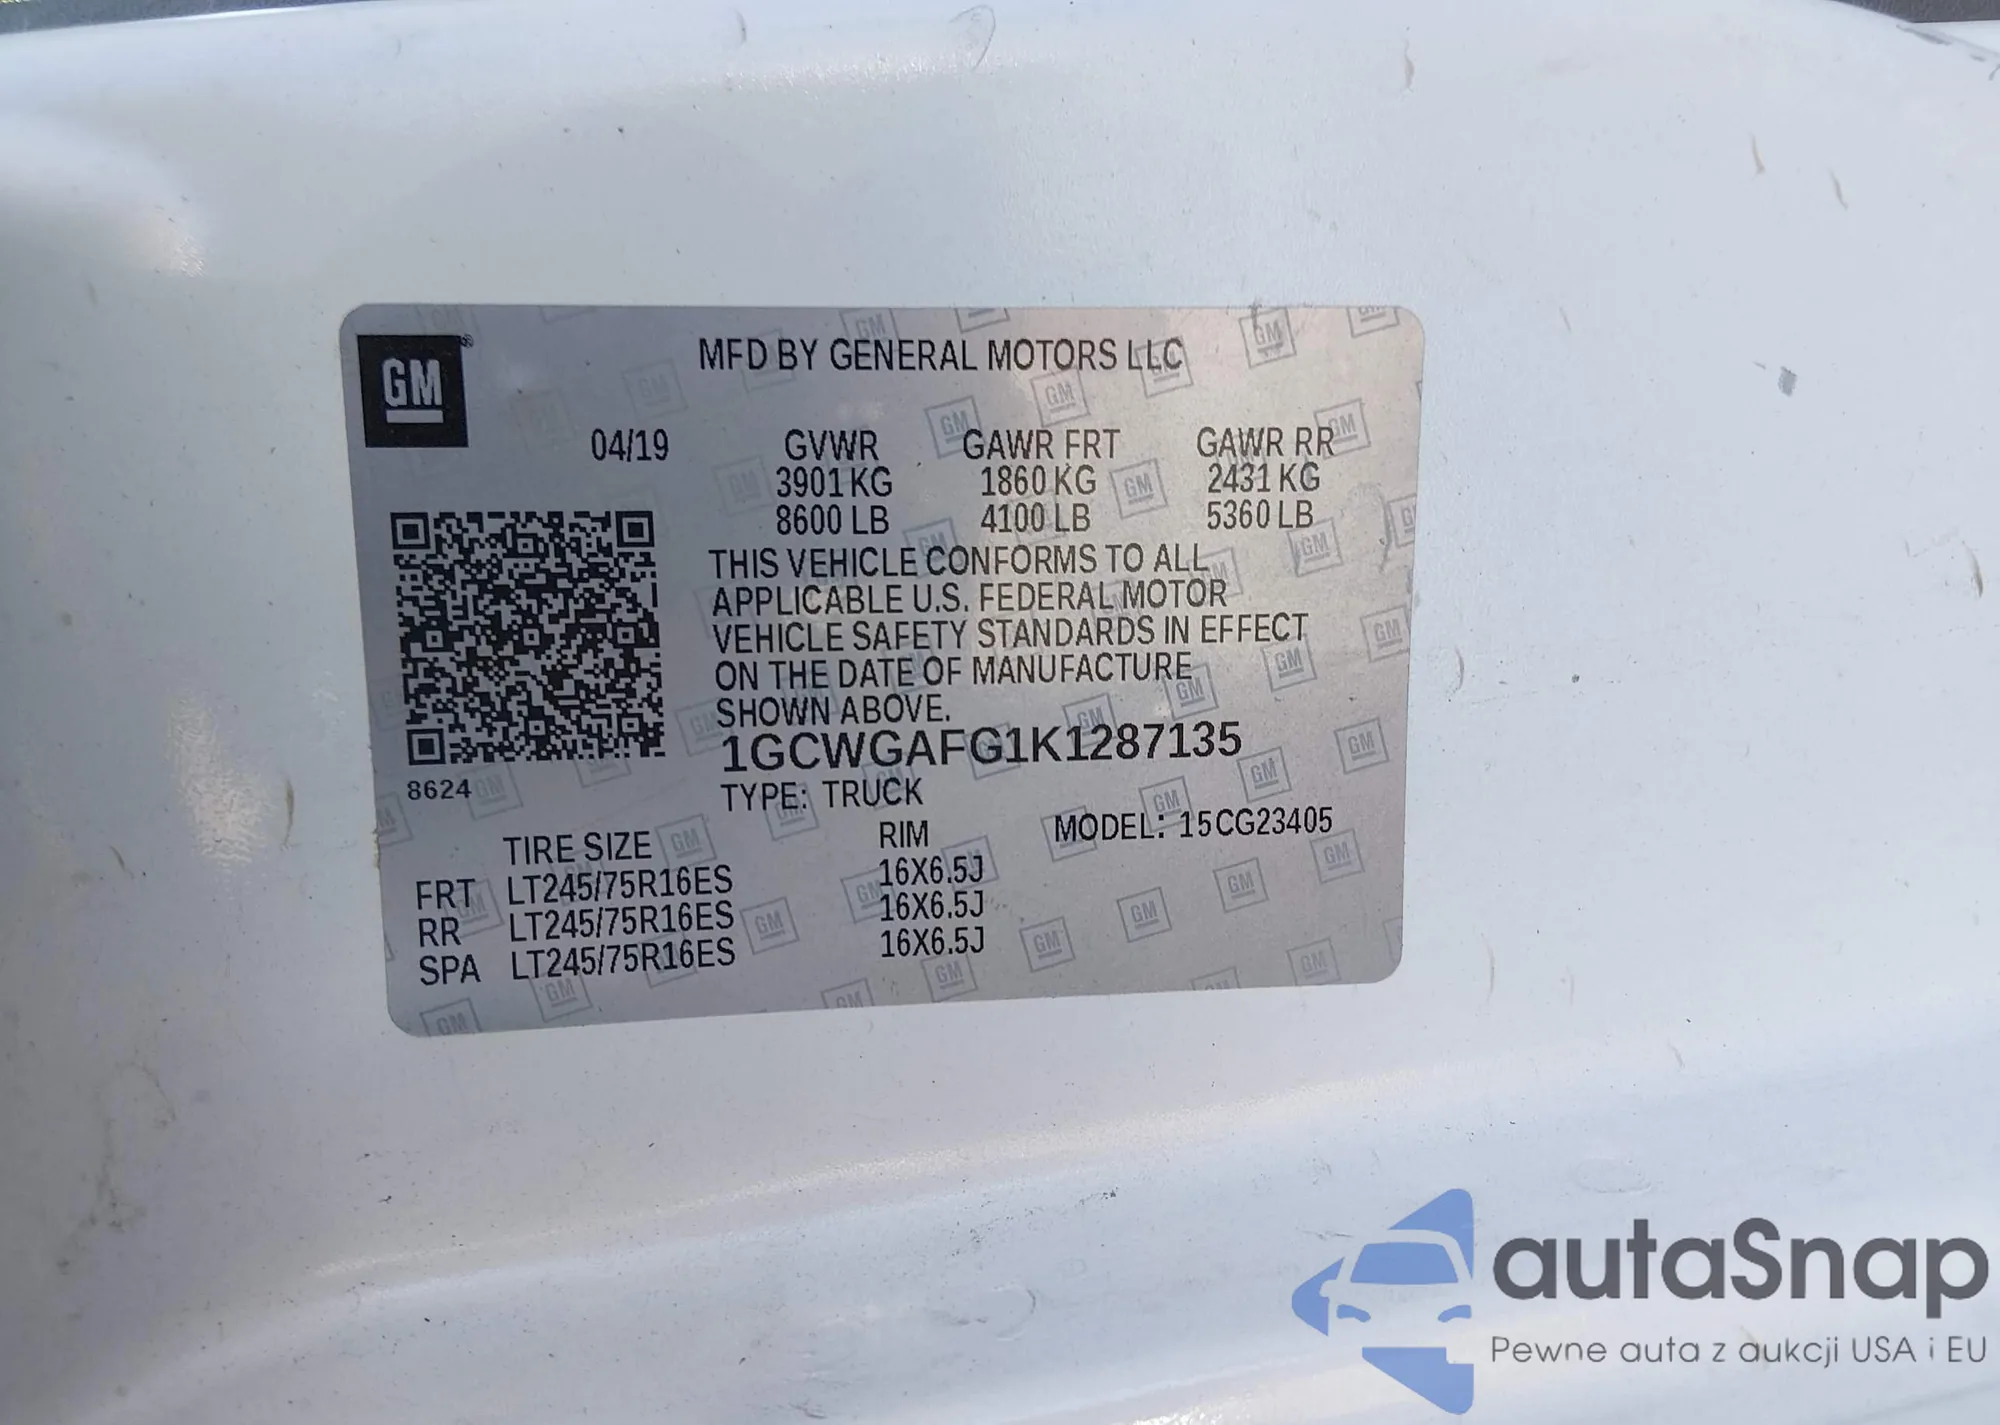 GM
MFD BY GENERAL MOTORS LLC
04/19 GVWR GAWR FRT GAWR RR
3901 KG 1860 KG 2431 KG
8600 LB 4100 LB 5360 LB
THIS VEHICLE CONFORMS TO ALL
APPLICABLE U.S. FEDERAL MOTOR
VEHICLE SAFETY STANDARDS IN EFFECT
ON THE DATE OF MANUFACTURE
SHOWN ABOVE.
1GCWGAFG1K1287135
8624
TYPE: TRUCK
TIRE SIZE RIM MODEL: 15CG23405
FRT LT245/75R16ES 16X6.5J
RR LT245/75R16ES 16X6.5J
SPA LT245/75R16ES 16X6.5J
autaSnap
Pewne auta z aukcji USA i EU